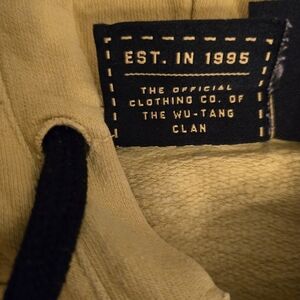 EST. IN 1995
THE OFFICIAL
CLOTHING CO. OF
THE WU-TANG
CLAN